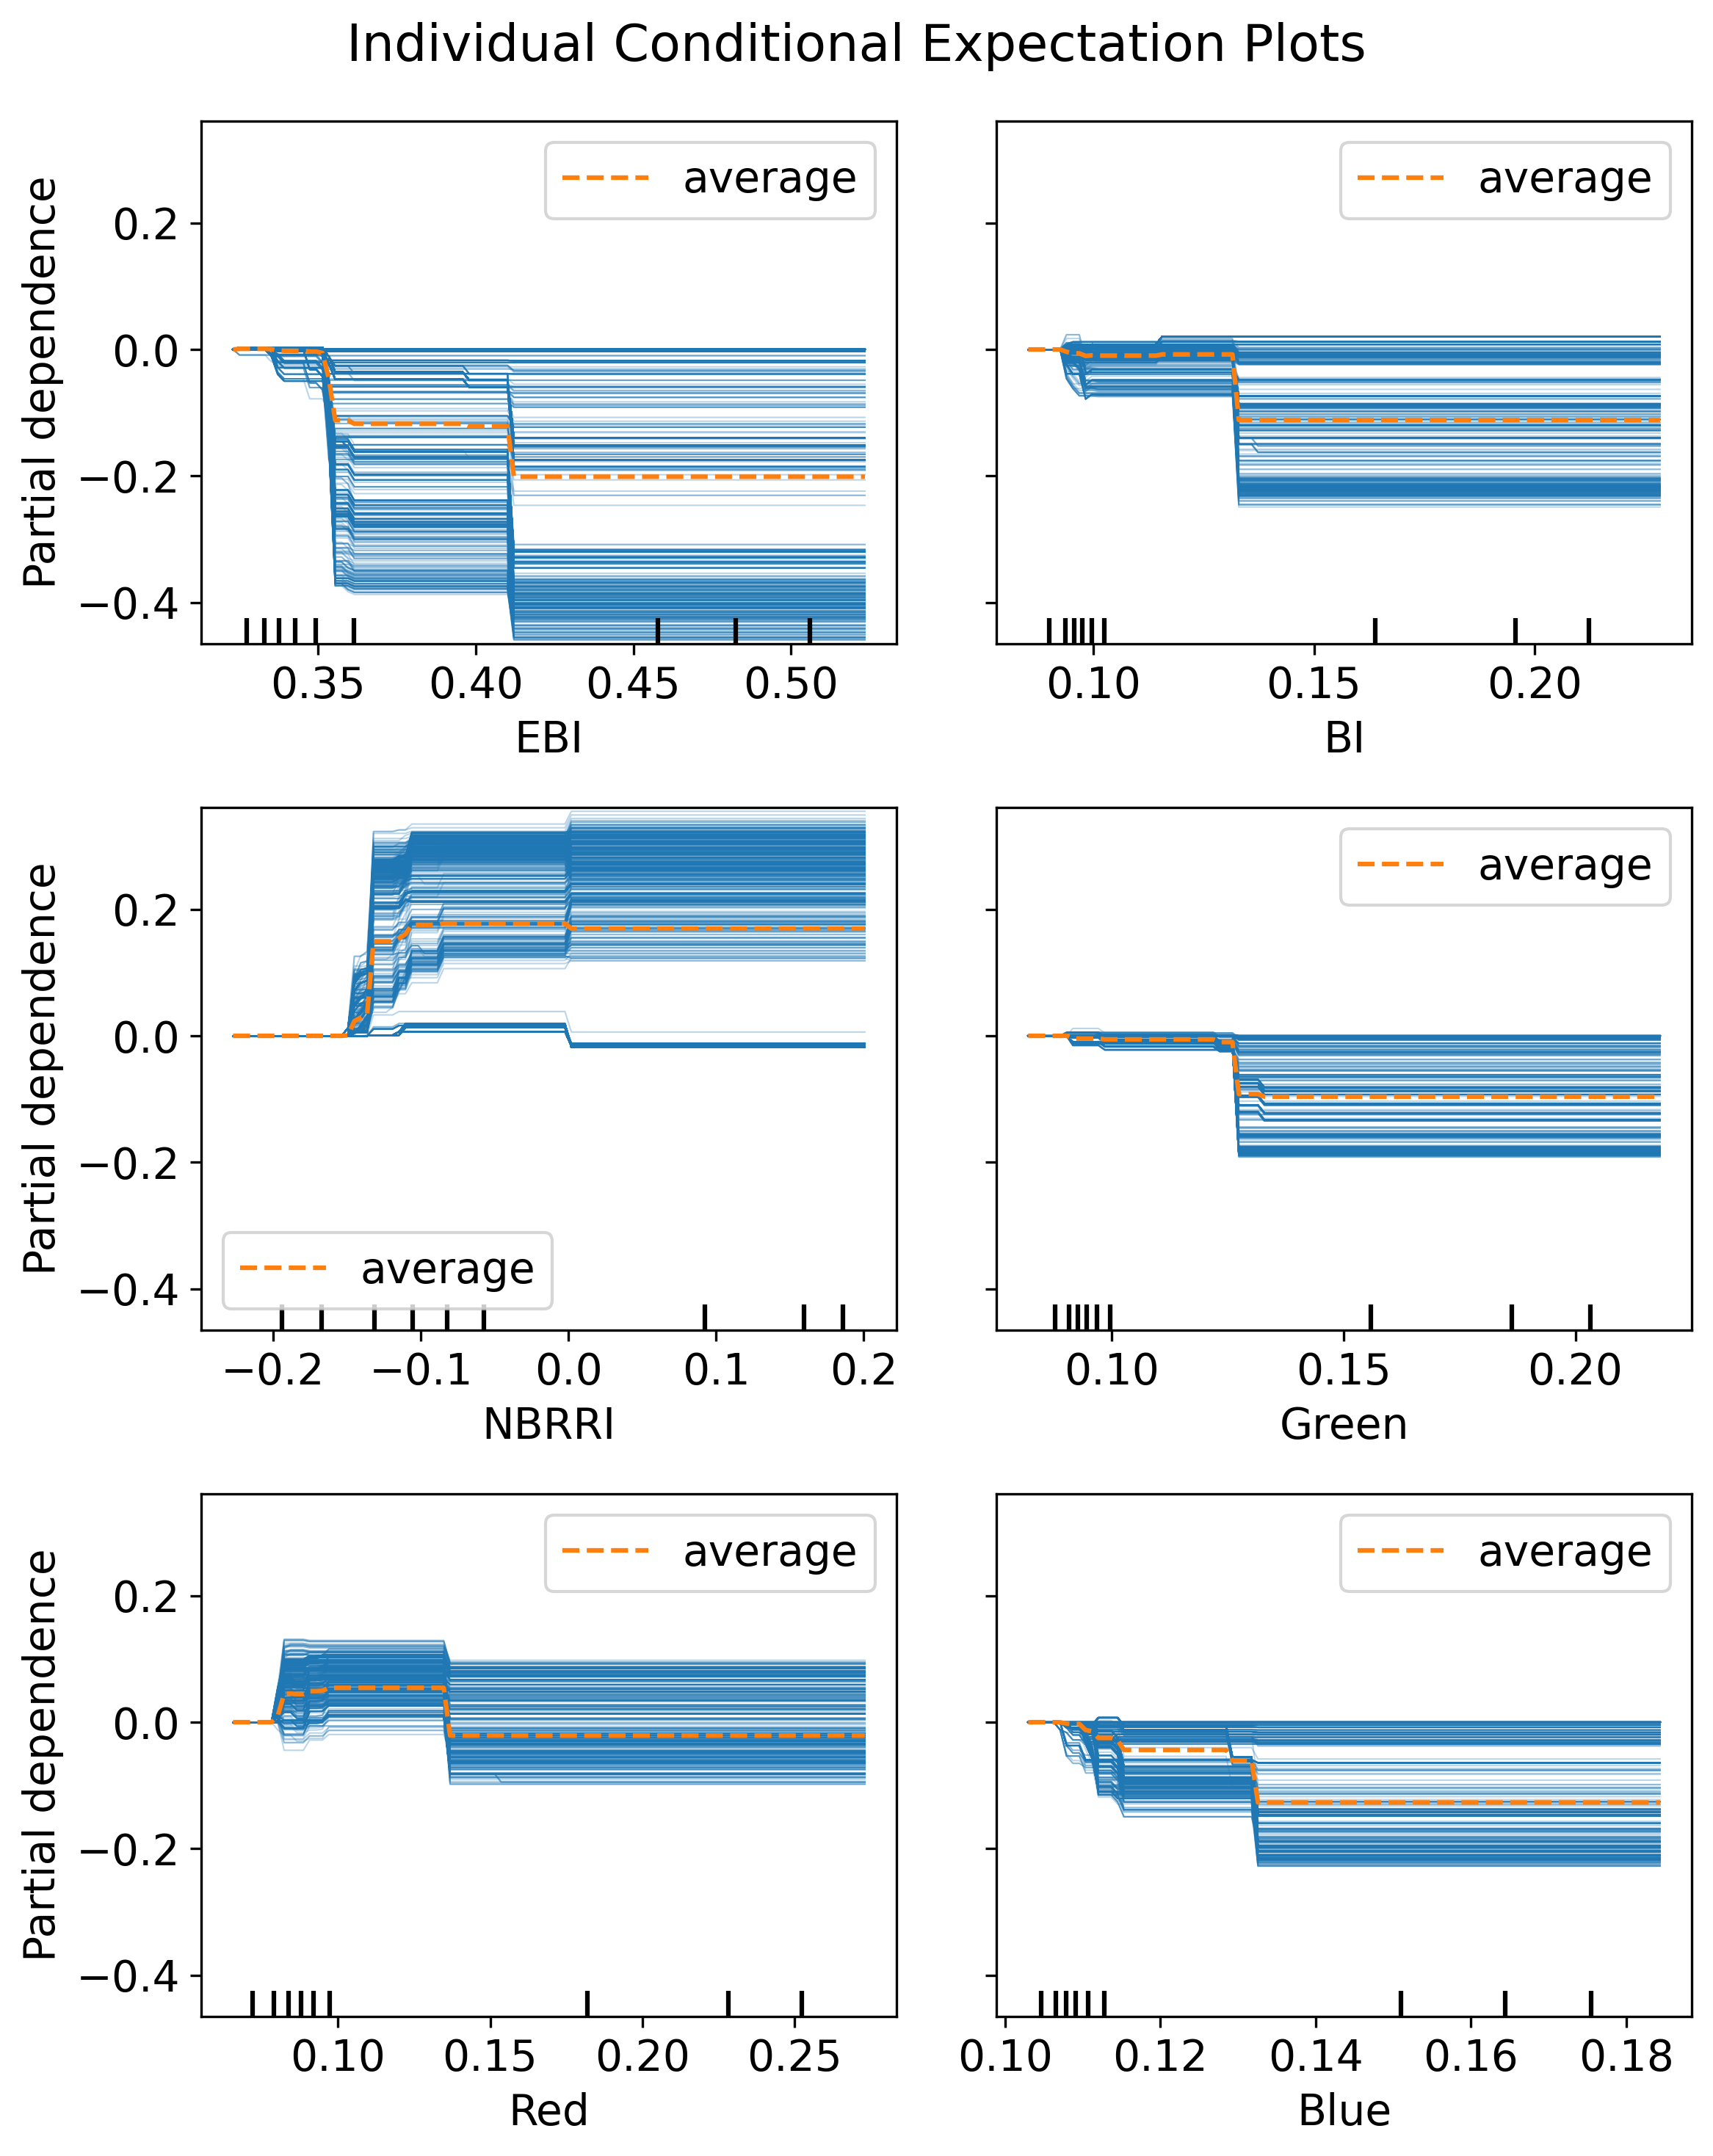 Individual Conditional Expectation Plots
average
average
Partial dependence
0.2
0.0
−0.2
−0.4
0.35 0.40 0.45 0.50
0.10 0.15 0.20
EBI
BI
average
average
Partial dependence
0.2
0.0
−0.2
−0.4
−0.2 −0.1 0.0 0.1 0.2
0.10 0.15 0.20
NBRRI
Green
average
average
Partial dependence
0.2
0.0
−0.2
−0.4
0.10 0.15 0.20 0.25
0.10 0.12 0.14 0.16 0.18
Red
Blue